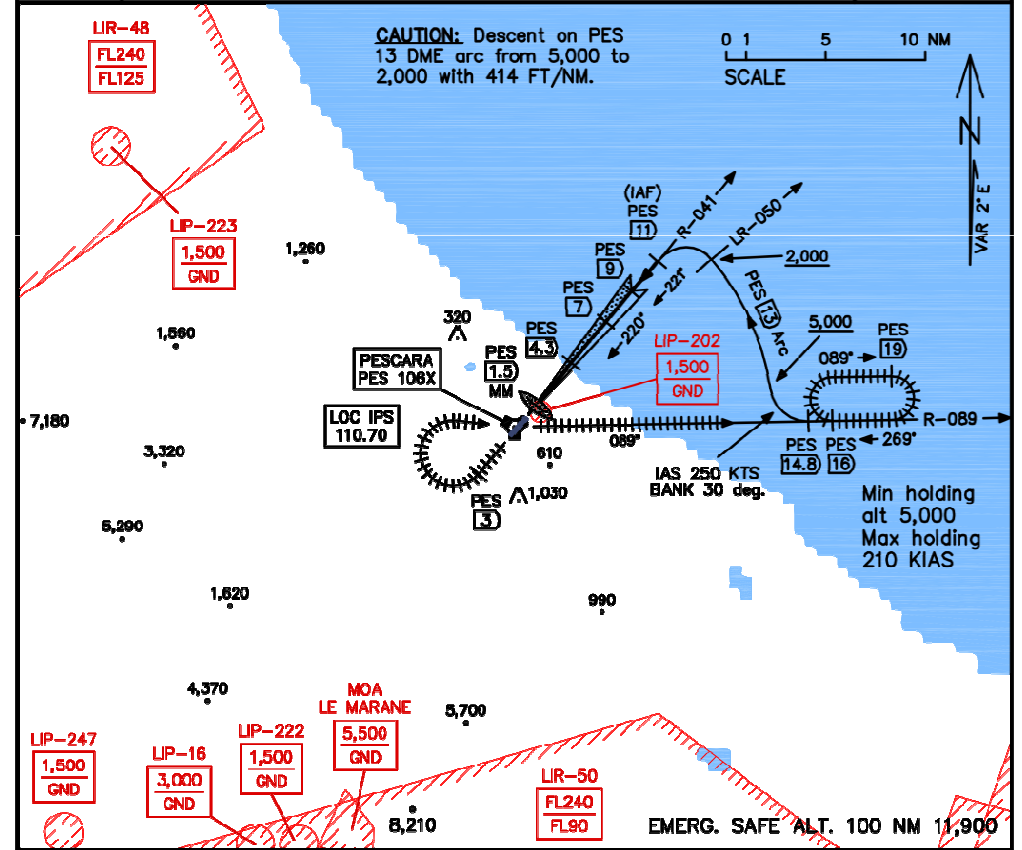 LIR-48
FL240
FL125
CAUTION: Descent on PES
13 DME arc from 5,000 to
2,000 with 414 FT/NM.
0 1 5 10 NM
SCALE
N
VAR 2° E
LIP-223
1,500
GND
1,260
1,560
320
(IAF)
PES
11
PES
9
PES
7
PES
4.3
PES
1.5
MM
R-041
LR-050
221°
220°
2,000
PES 13 Arc
5,000
PES
19
089°
LIP-202
1,500
GND
PESCARA
PES 106X
LOC IPS
110.70
7,180
3,320
5,290
1,620
4,370
610
1,030
PES
3
089°
R-089
269°
PES
14.8
PES
16
IAS 250 KTS
BANK 30 deg.
Min holding
alt 5,000
Max holding
210 KIAS
990
5,700
MOA
LE MARANE
5,500
GND
LIP-222
1,500
GND
LIP-16
3,000
GND
LIP-247
1,500
GND
8,210
LIR-50
FL240
FL90
EMERG. SAFE ALT. 100 NM 11,900